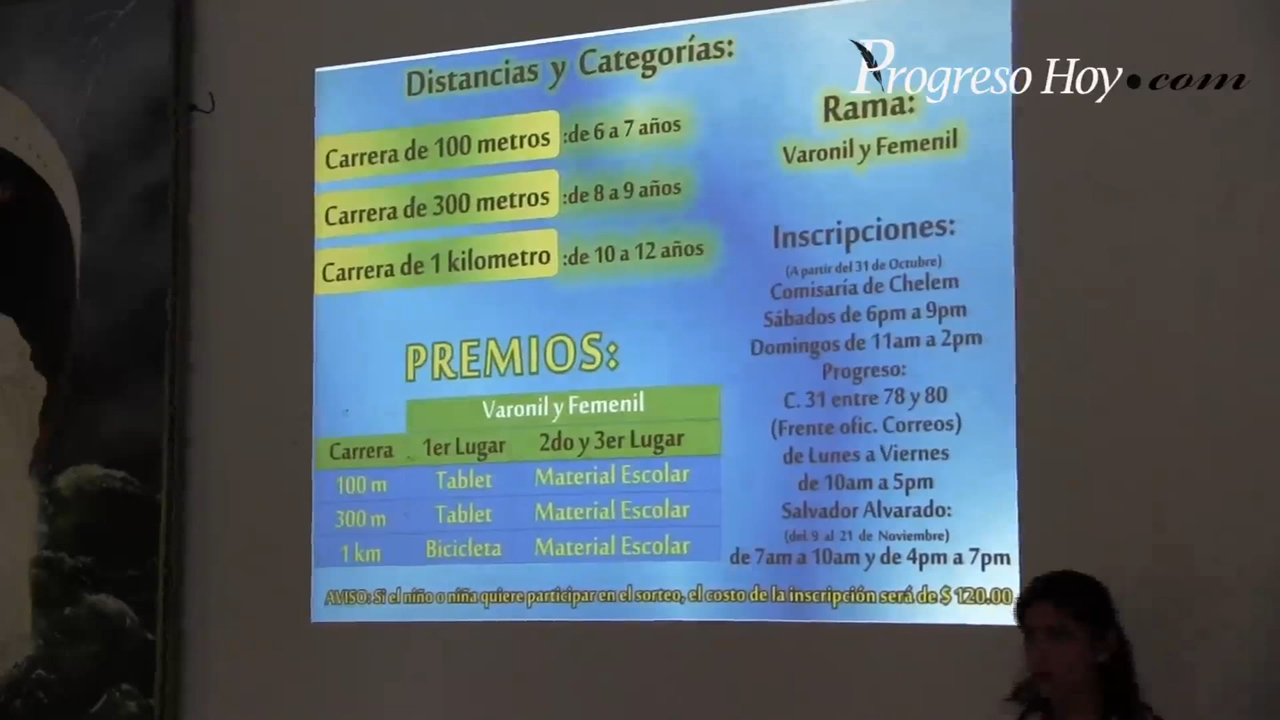 Progreso Hoy.com
Distancias y Categorías:
Carrera de 100 metros :de 6 a 7 años
Carrera de 300 metros :de 8 a 9 años
Carrera de 1 kilometro :de 10 a 12 años
PREMIOS:
Varonil y Femenil
Carrera 1er Lugar 2do y 3er Lugar
100 m Tablet Material Escolar
300 m Tablet Material Escolar
1 km Bicicleta Material Escolar
Rama:
Varonil y Femenil
Inscripciones:
(A partir del 31 de Octubre)
Comisaría de Chelem
Sábados de 6pm a 9pm
Domingos de 11am a 2pm
Progreso:
C. 31 entre 78 y 80
(Frente ofic. Correos)
de Lunes a Viernes
de 10am a 5pm
Salvador Alvarado:
(del 9 al 21 de Noviembre)
de 7am a 10am y de 4pm a 7pm
AVISO: Si el niño o niña quiere participar en el sorteo, el costo de la inscripción será de $ 120.00